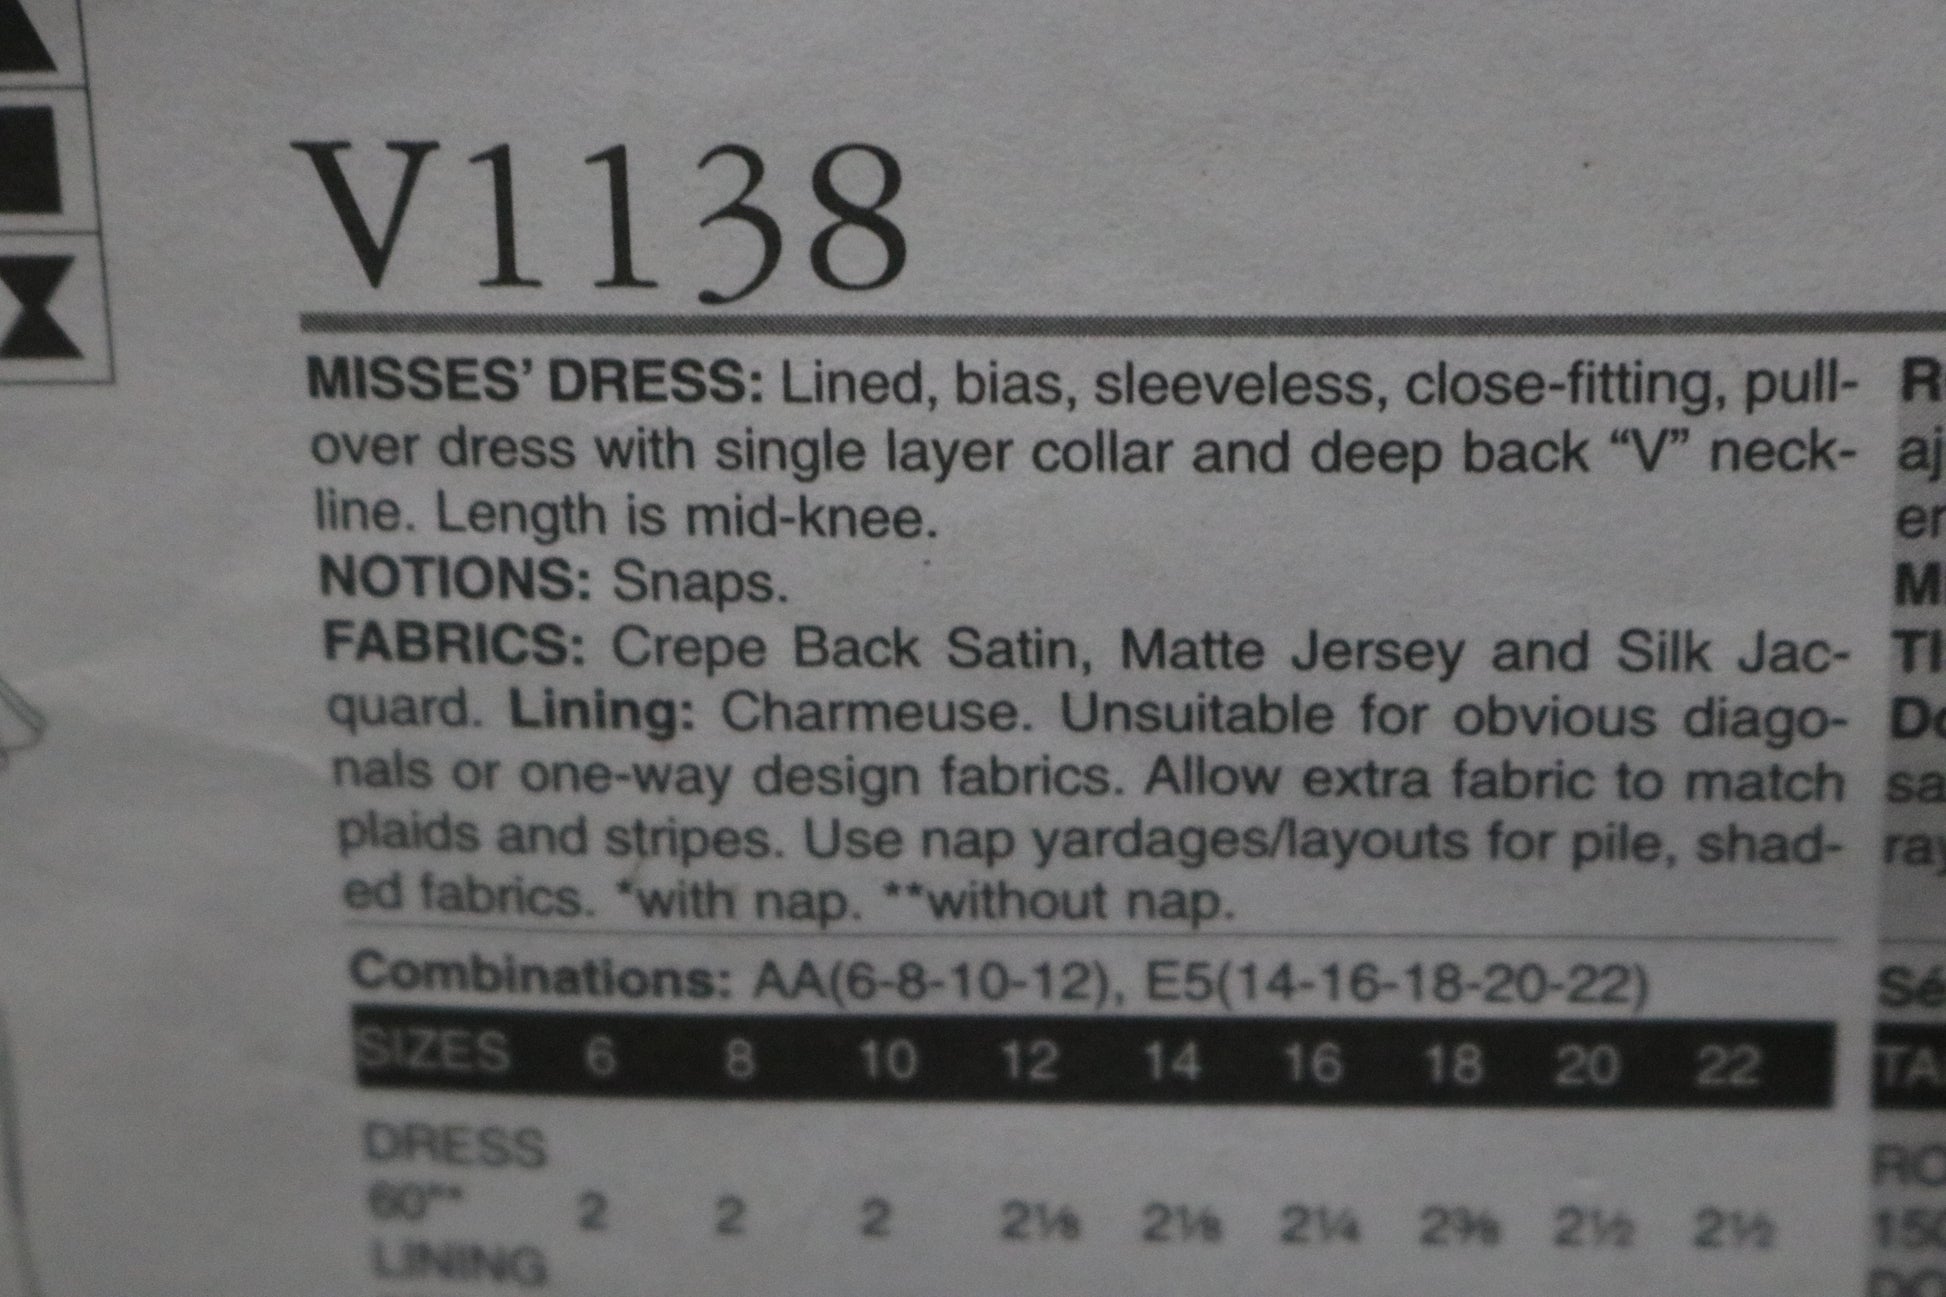 V1138
MISSES' DRESS: Lined, bias, sleeveless, close-fitting, pull-
over dress with single layer collar and deep back “V” neck-
line. Length is mid-knee.
NOTIONS: Snaps.
FABRICS: Crepe Back Satin, Matte Jersey and Silk Jac-
quard. Lining: Charmeuse. Unsuitable for obvious diago-
nals or one-way design fabrics. Allow extra fabric to match
plaids and stripes. Use nap yardages/layouts for pile, shad-
ed fabrics. *with nap. **without nap.
Combinations: AA(6-8-10-12), E5(14-16-18-20-22)
SIZES 6 8 10 12 14 16 18 20 22
DRESS
2 2 2 2⅛ 2⅛ 2¼ 2⅜ 2½ 2½
LINING